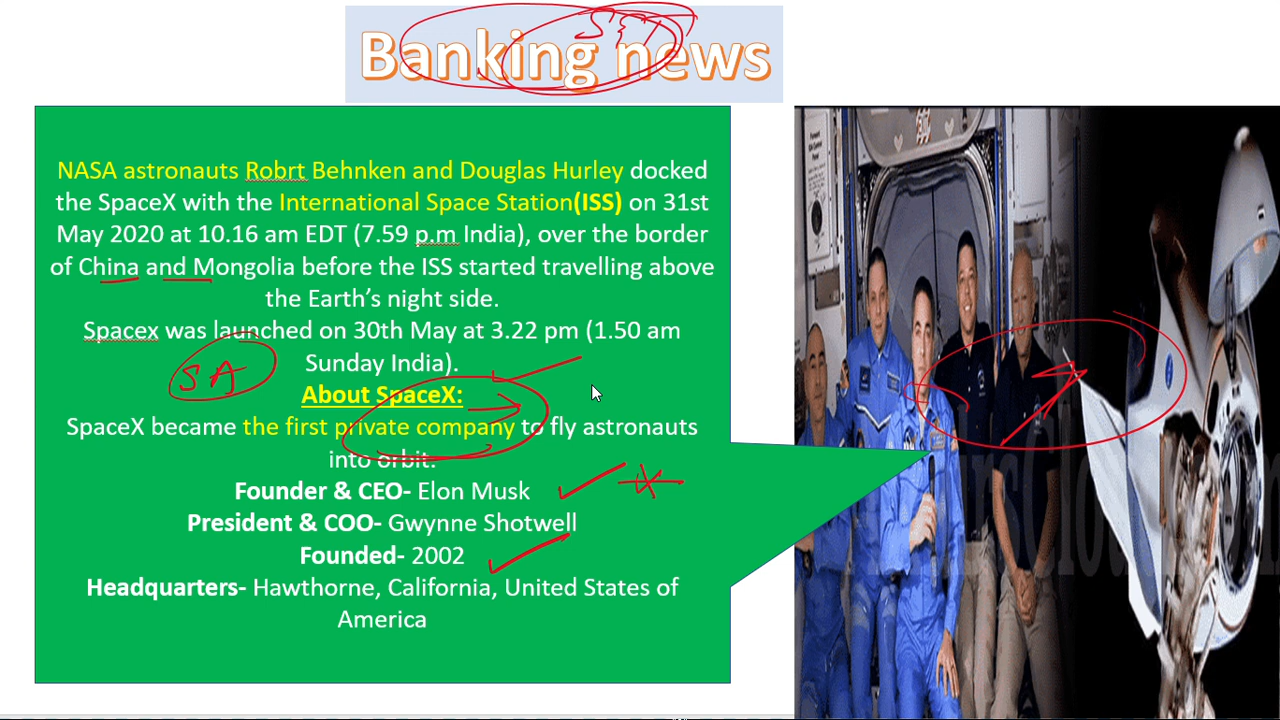 Banking news
SET
NASA astronauts Robrt Behnken and Douglas Hurley docked
the SpaceX with the International Space Station(ISS) on 31st
May 2020 at 10.16 am EDT (7.59 p.m India), over the border
of China and Mongolia before the ISS started travelling above
the Earth’s night side.
Spacex was launched on 30th May at 3.22 pm (1.50 am
Sunday India).
SA
About SpaceX:
SpaceX became the first private company to fly astronauts
into orbit.
Founder & CEO- Elon Musk
President & COO- Gwynne Shotwell
Founded- 2002
Headquarters- Hawthorne, California, United States of
America